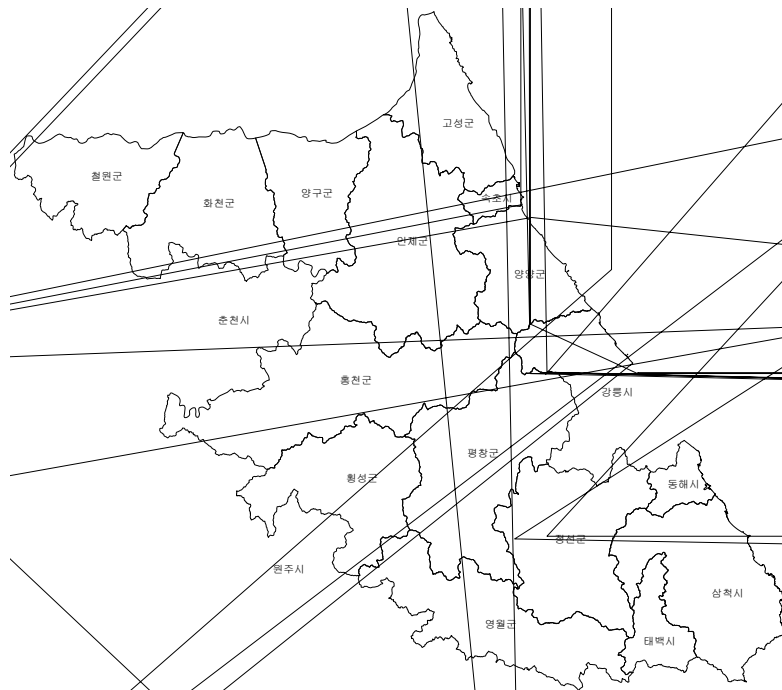 고성군
철원군
양구군
속초시
화천군
인제군
양양군
춘천시
홍천군
강릉시
평창군
횡성군
동해시
정선군
원주시
삼척시
영월군
태백시